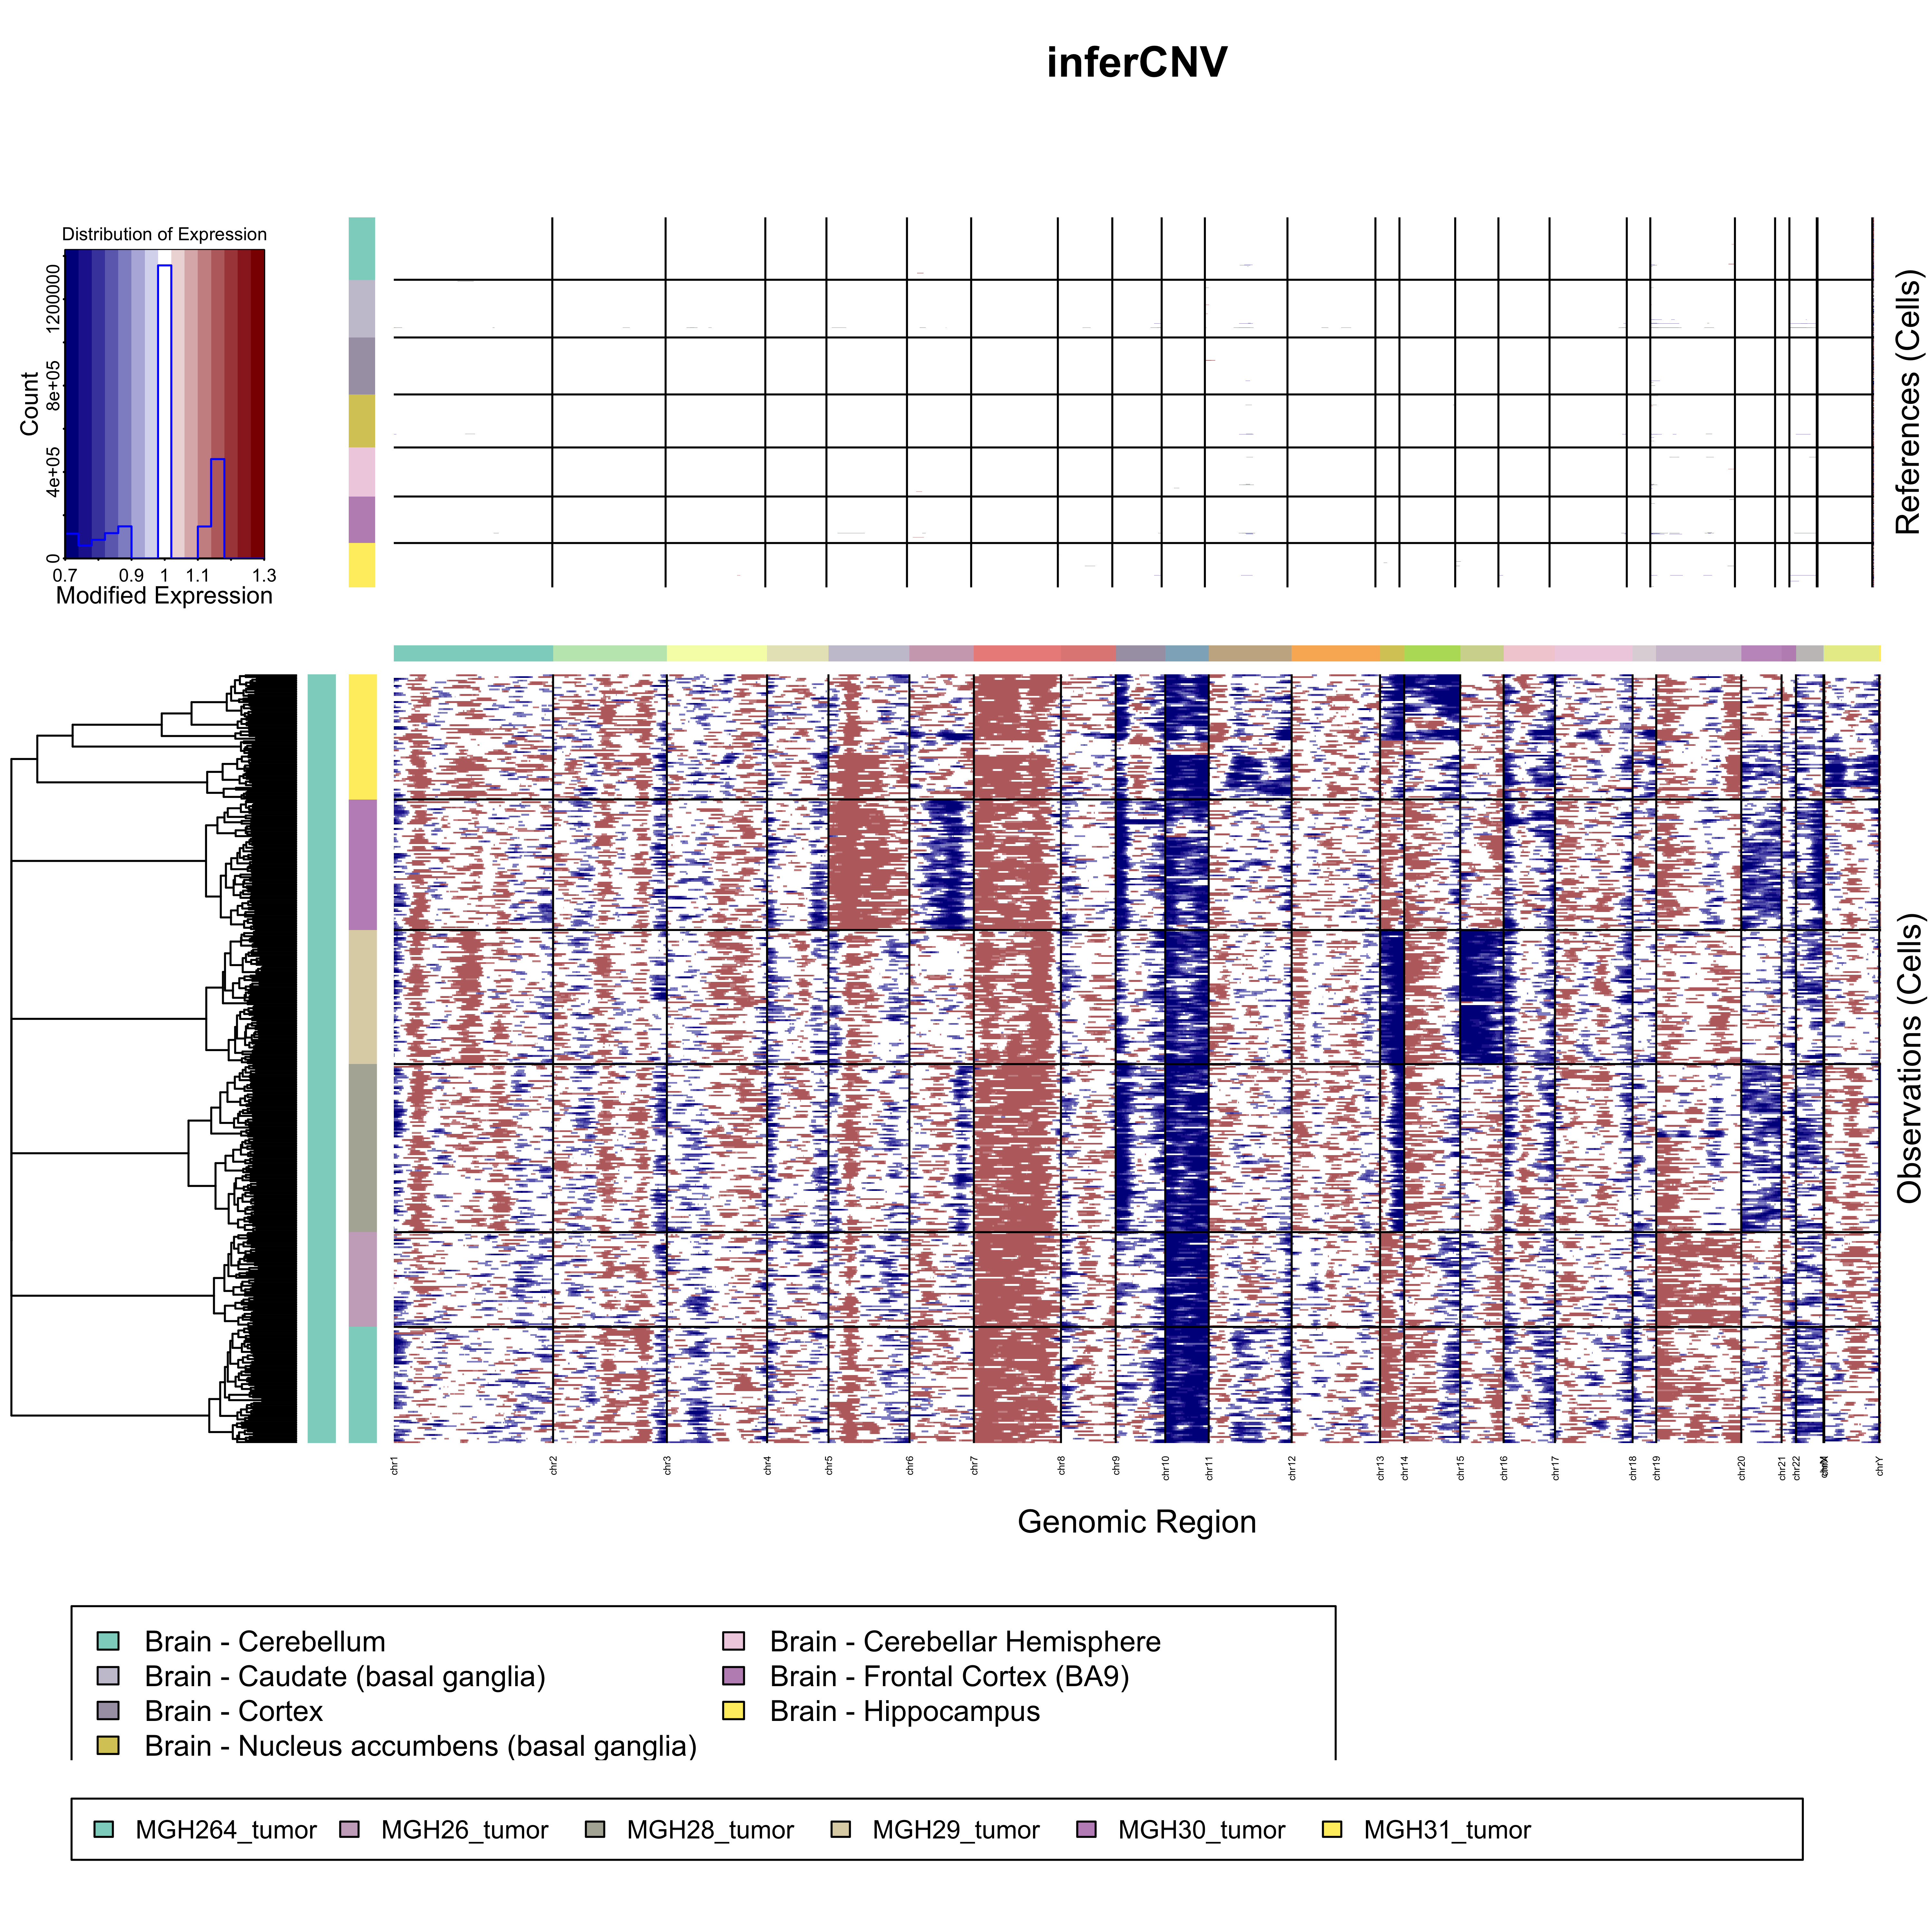 inferCNV
Distribution of Expression
Count
0 4e+05 8e+05 1200000
0.7 0.9 1 1.1 1.3
Modified Expression
References (Cells)
Observations (Cells)
chr1 chr2 chr3 chr4 chr5 chr6 chr7 chr8 chr9 chr10 chr11 chr12 chr13 chr14 chr15 chr16 chr17 chr18 chr19 chr20 chr21 chr22 chrY
Genomic Region
Brain - Cerebellum
Brain - Caudate (basal ganglia)
Brain - Cortex
Brain - Nucleus accumbens (basal ganglia)
Brain - Cerebellar Hemisphere
Brain - Frontal Cortex (BA9)
Brain - Hippocampus
MGH264_tumor MGH26_tumor MGH28_tumor MGH29_tumor MGH30_tumor MGH31_tumor